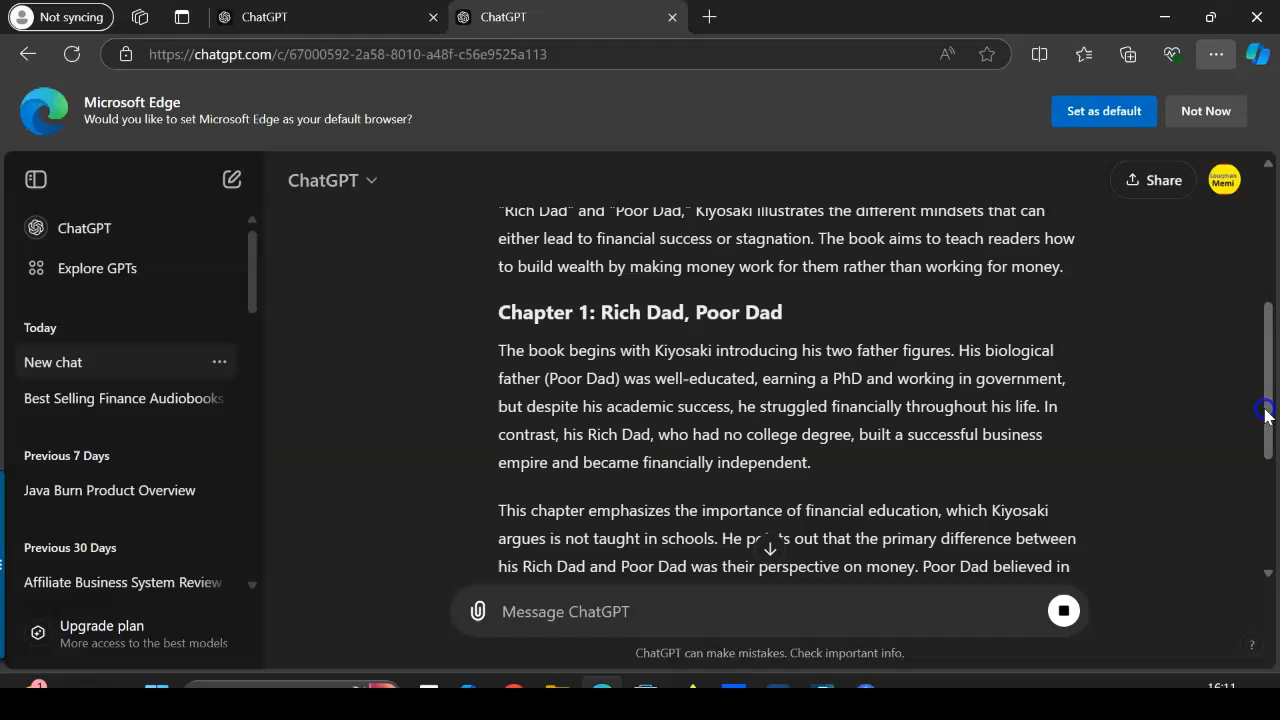 Not syncing
ChatGPT
ChatGPT
https://chatgpt.com/c/67000592-2a58-8010-a48f-c56e9525a113
Microsoft Edge
Would you like to set Microsoft Edge as your default browser?
Set as default
Not Now
ChatGPT
Share
Memi
ChatGPT
Explore GPTs
Today
New chat
Best Selling Finance Audiobooks
Previous 7 Days
Java Burn Product Overview
Previous 30 Days
Affiliate Business System Review
Upgrade plan
More access to the best models
"Rich Dad" and "Poor Dad," Kiyosaki illustrates the different mindsets that can
either lead to financial success or stagnation. The book aims to teach readers how
to build wealth by making money work for them rather than working for money.
Chapter 1: Rich Dad, Poor Dad
The book begins with Kiyosaki introducing his two father figures. His biological
father (Poor Dad) was well-educated, earning a PhD and working in government,
but despite his academic success, he struggled financially throughout his life. In
contrast, his Rich Dad, who had no college degree, built a successful business
empire and became financially independent.
This chapter emphasizes the importance of financial education, which Kiyosaki
argues is not taught in schools. He points out that the primary difference between
his Rich Dad and Poor Dad was their perspective on money. Poor Dad believed in
Message ChatGPT
ChatGPT can make mistakes. Check important info.
?
1
16:11